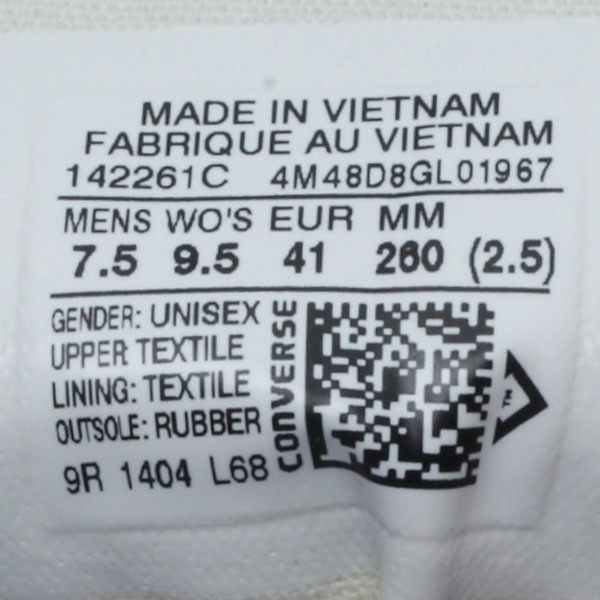 MADE IN VIETNAM
FABRIQUE AU VIETNAM
142261C 4M48D8GL01967
MENS WO'S EUR MM
7.5 9.5 41 260 (2.5)
GENDER: UNISEX
UPPER TEXTILE
LINING: TEXTILE
OUTSOLE: RUBBER
9R 1404 L68
CONVERSE